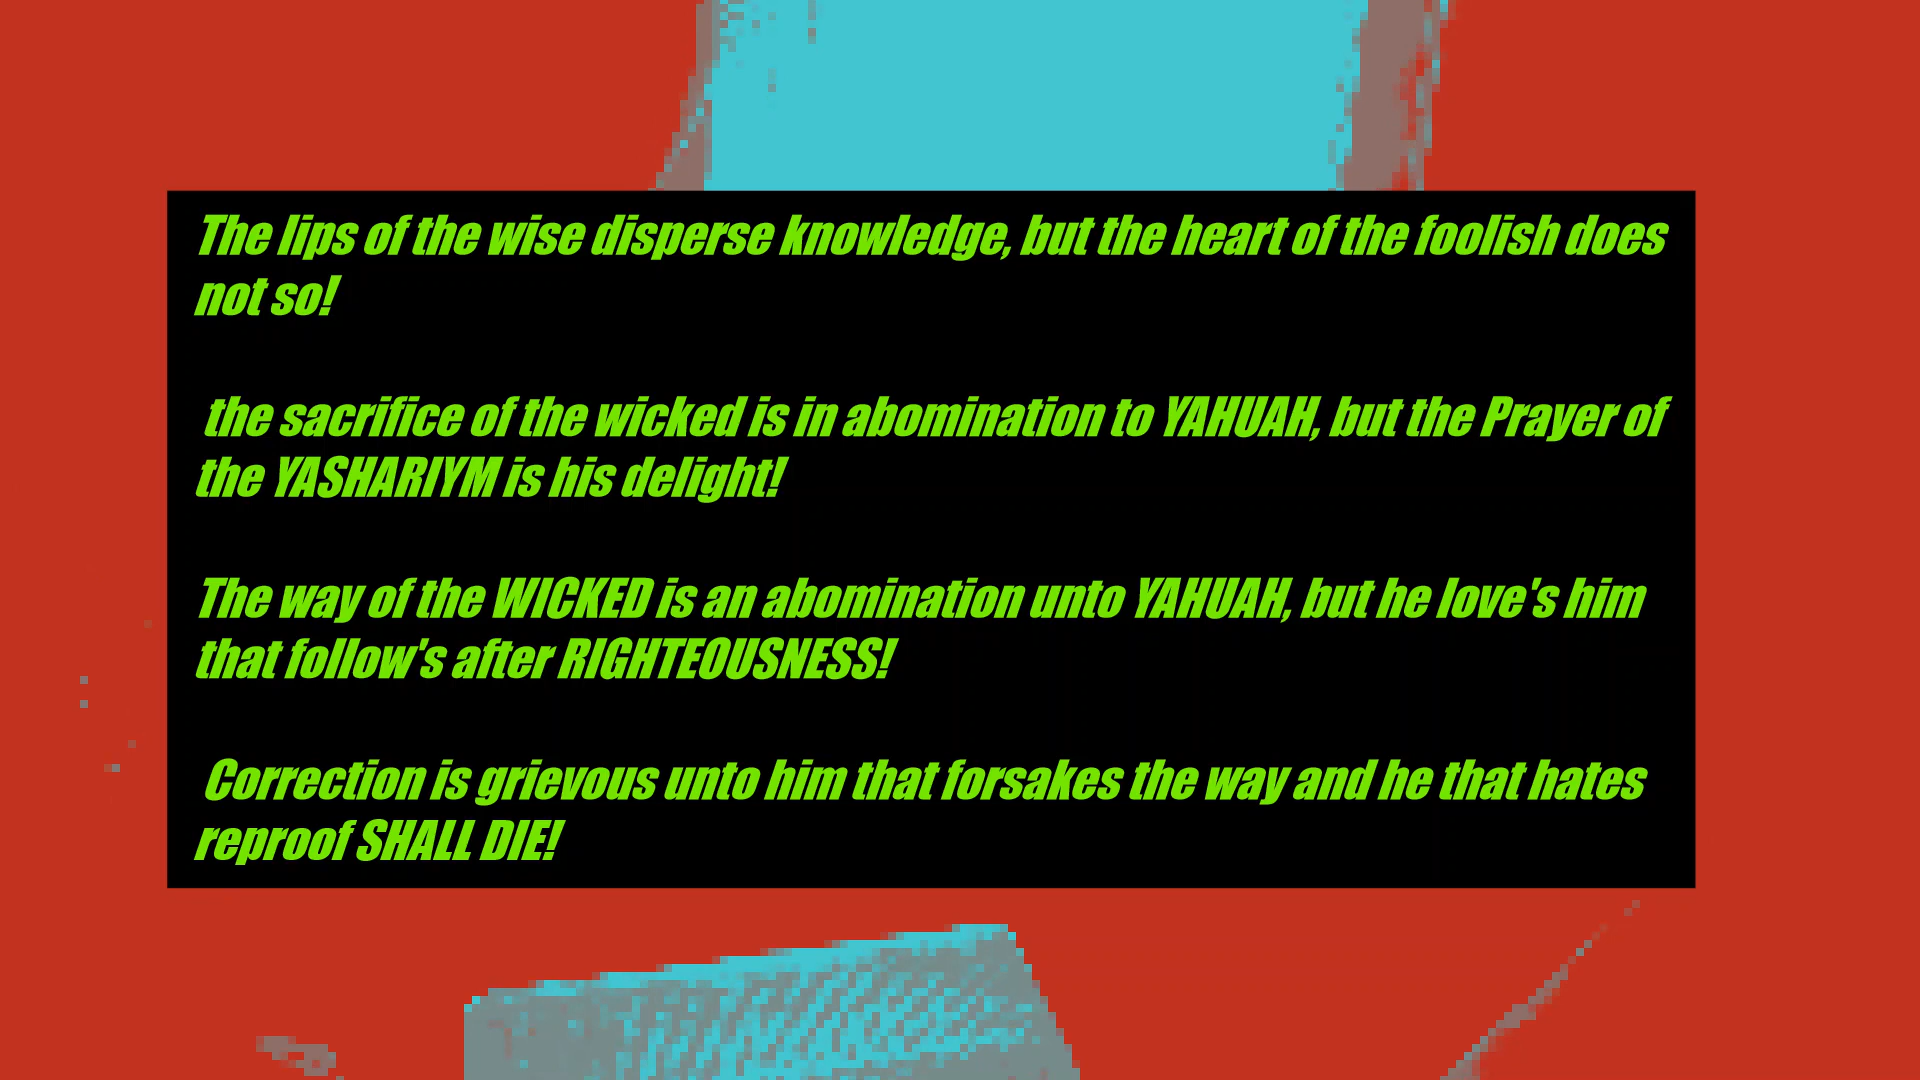 The lips of the wise disperse knowledge, but the heart of the foolish does
not so!
the sacrifice of the wicked is in abomination to YAHUAH, but the Prayer of
the YASHARIYM is his delight!
The way of the WICKED is an abomination unto YAHUAH, but he love's him
that follow's after RIGHTEOUSNESS!
Correction is grievous unto him that forsakes the way and he that hates
reproof SHALL DIE!